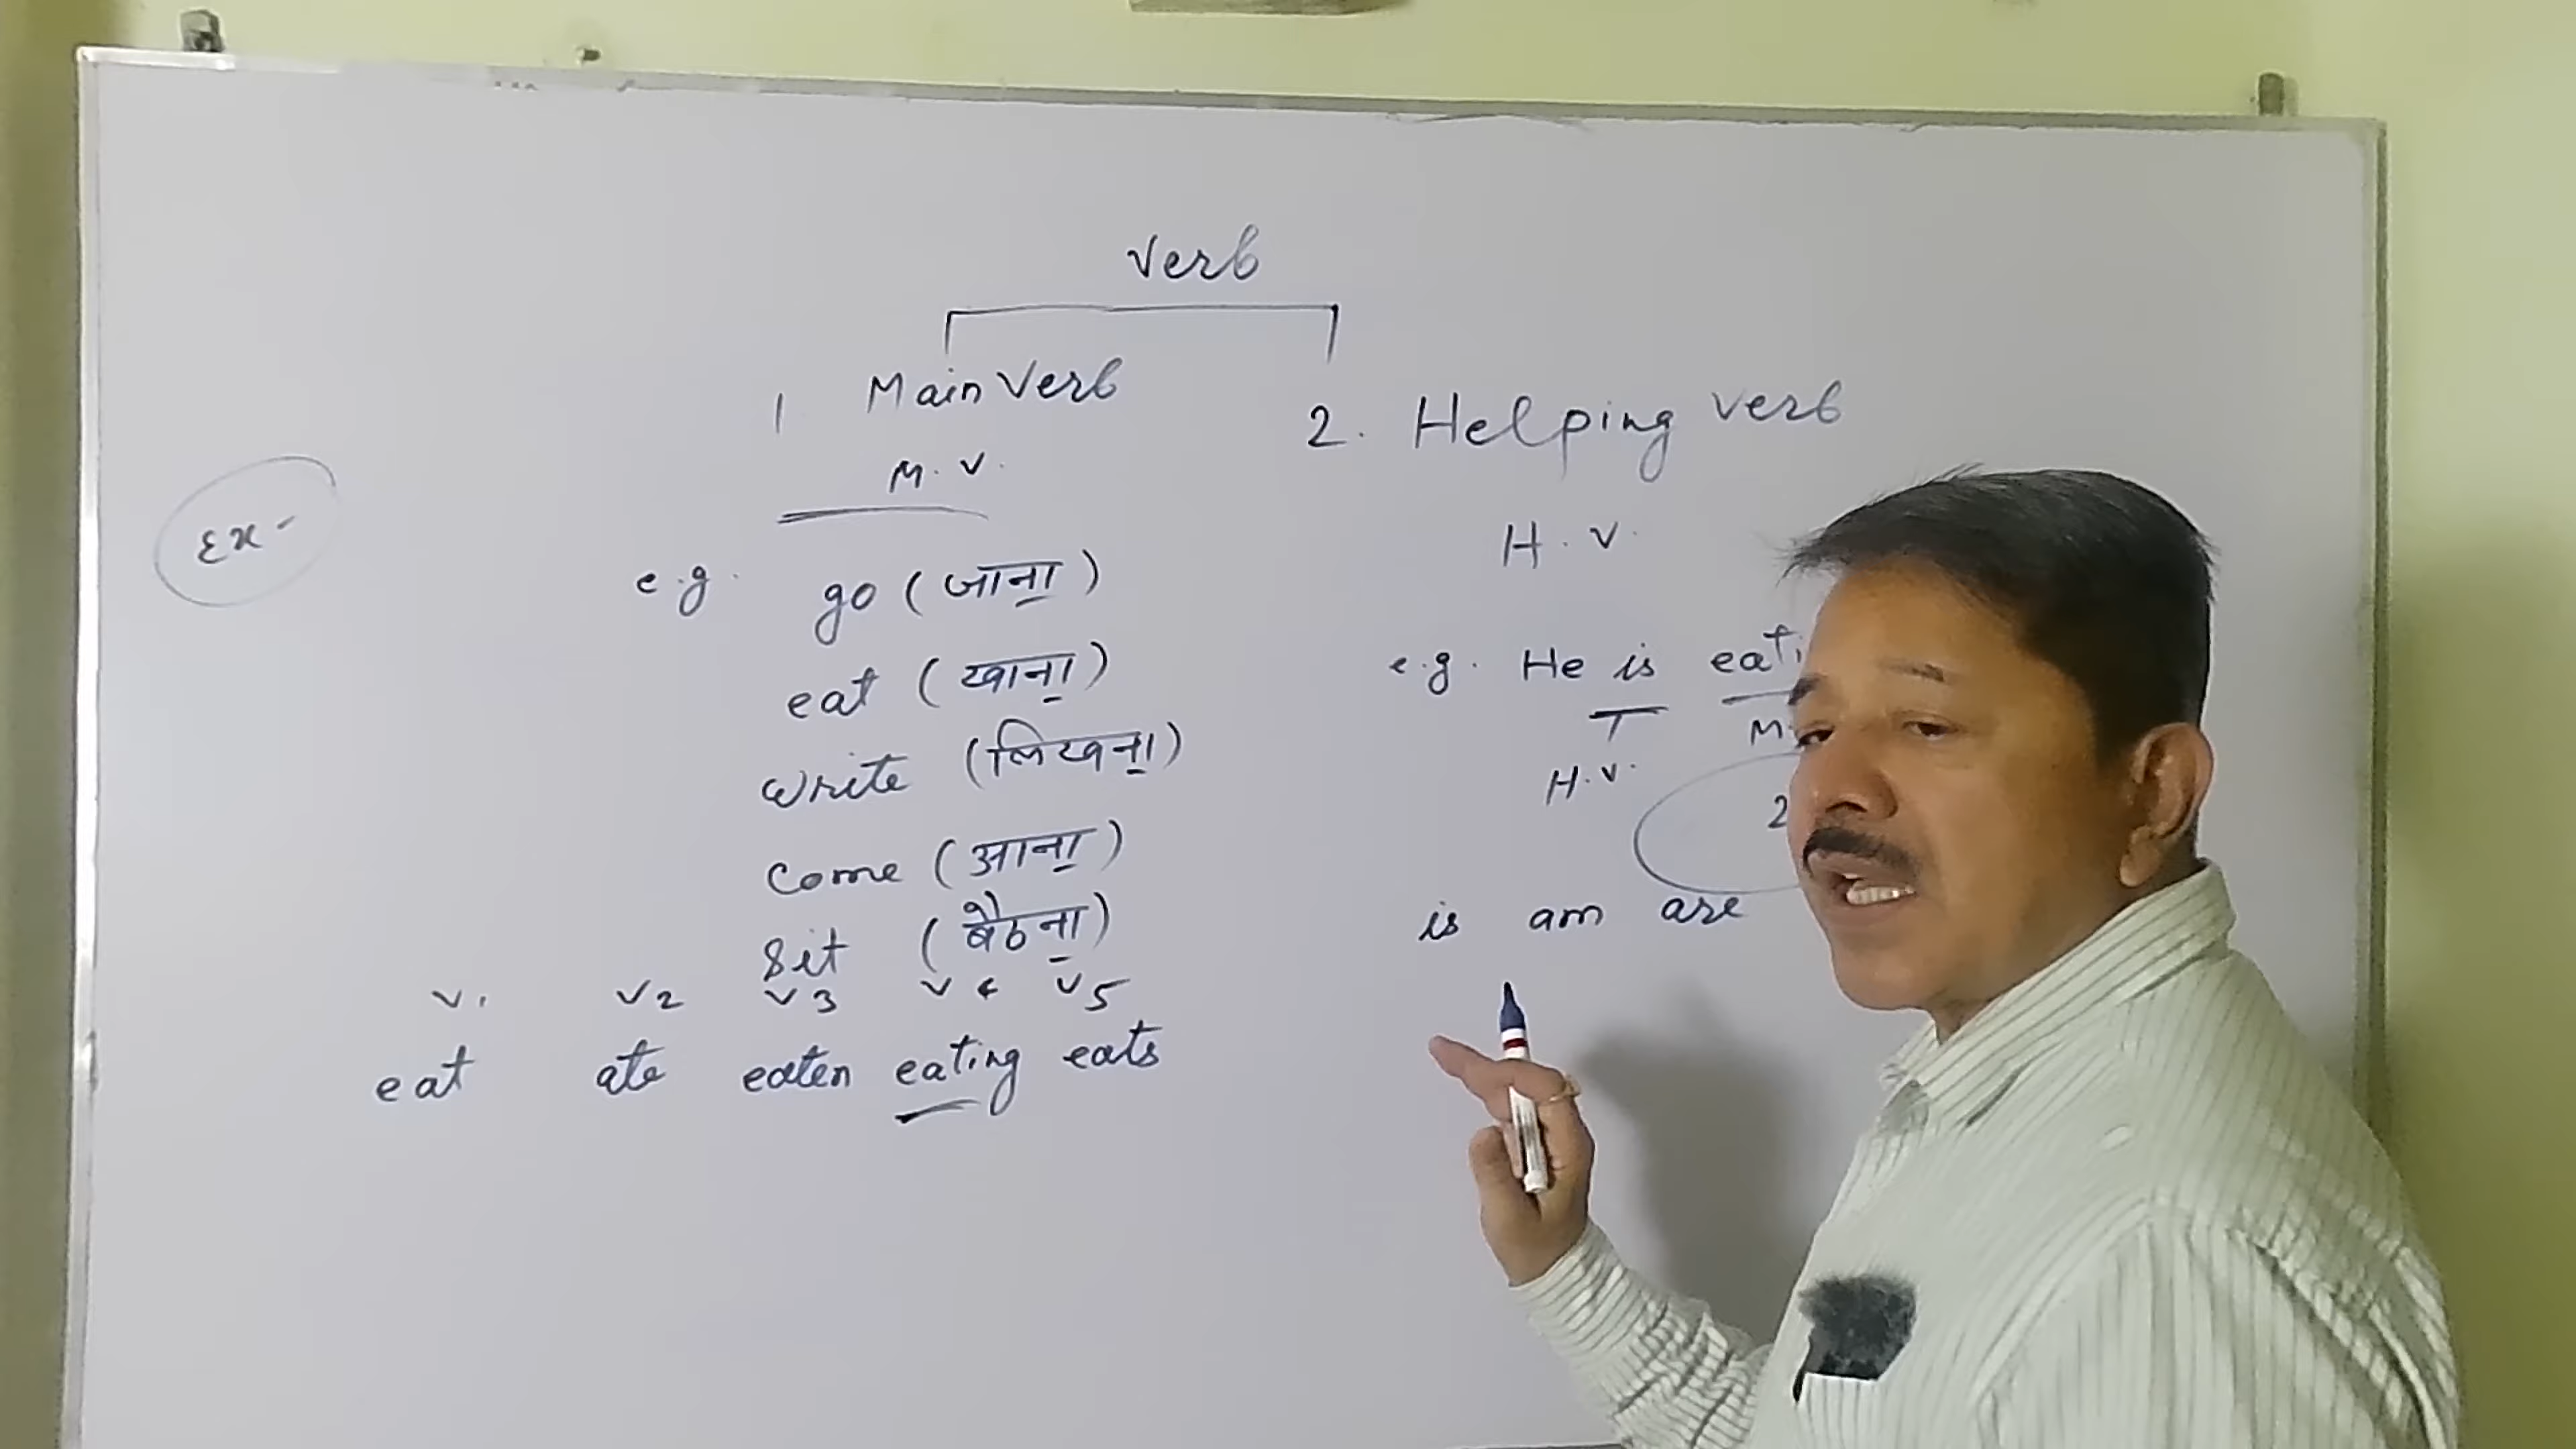 Verb
1 Main Verb
2. Helping verb
M. V.
H. V.
Ex-
e.g. go (जाना)
eat (खाना)
write (लिखना)
Come (आना)
Sit (बैठना)
e.g. He is eati
M.
H.V.
2
is am are
V1 V2 V3 V4 V5
eat ate eaten eating eats